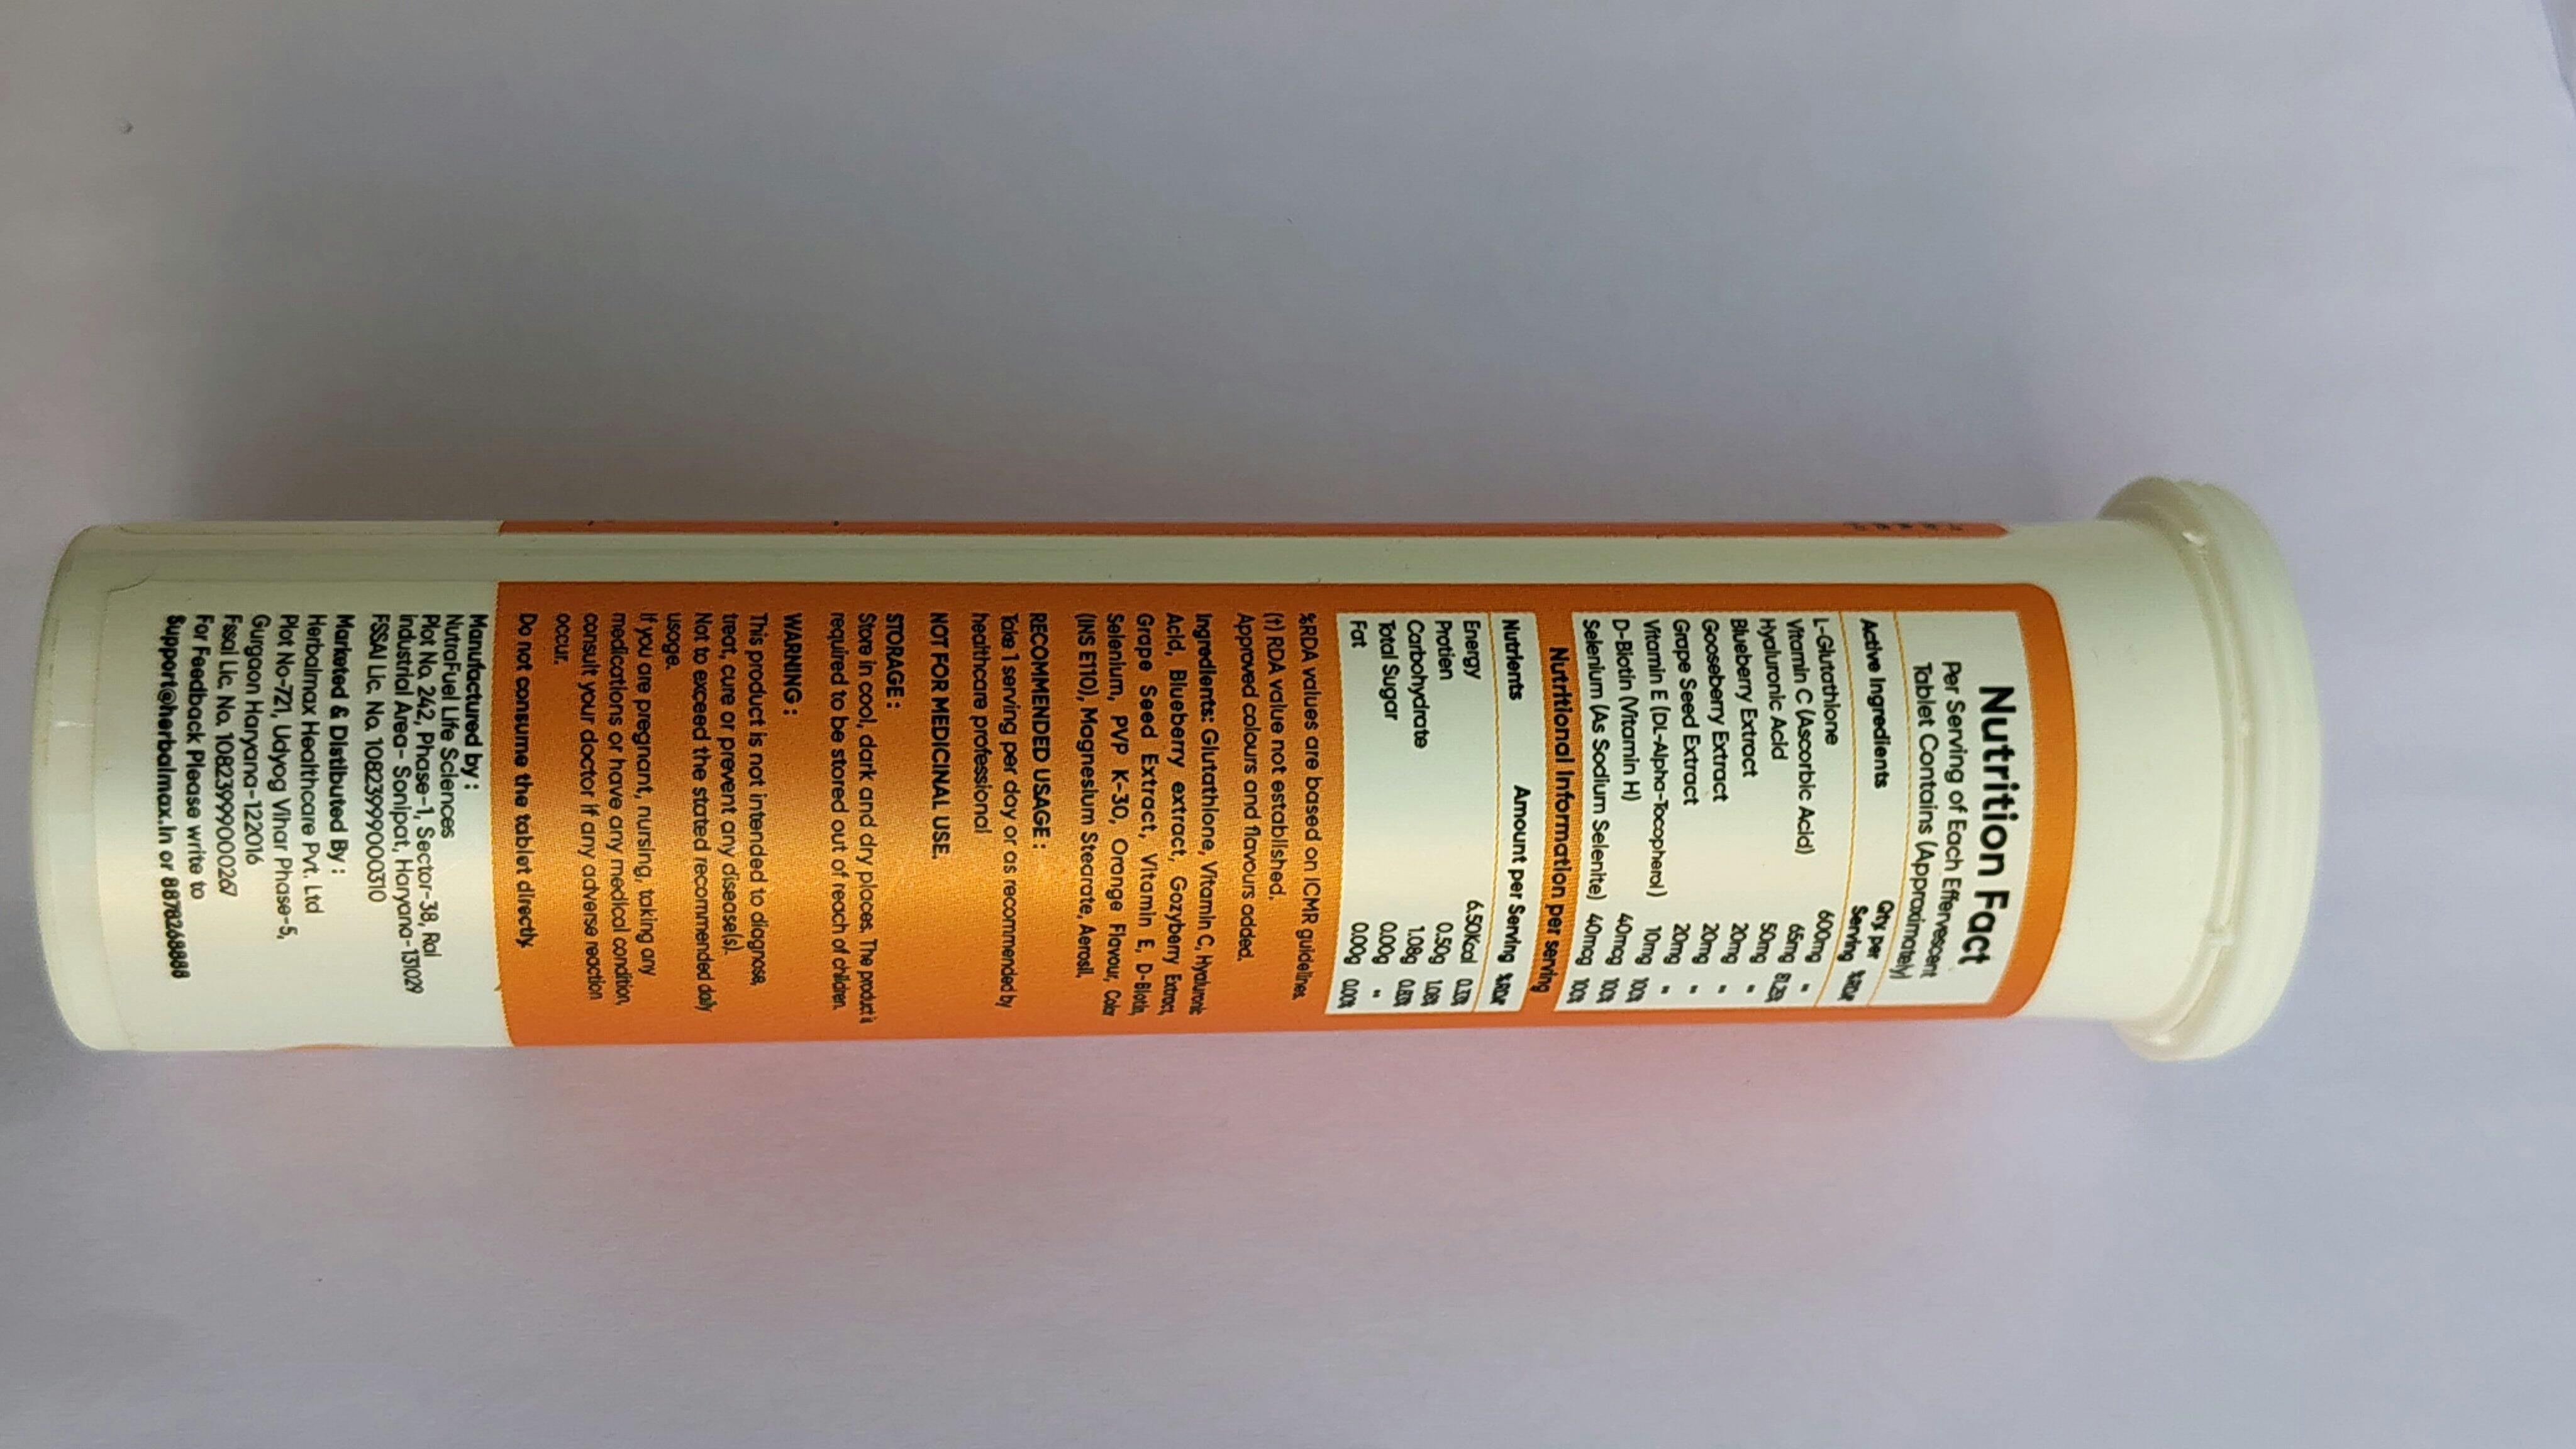 Nutrition Fact
Per Serving of Each Effervescent
Tablet Contains (Approximately)
Active Ingredients Qty per Serving %RDA*
L-Glutathione 600mg **
Vitamin C (Ascorbic Acid) 65mg 81.25%
Hyaluronic Acid 50mg **
Blueberry Extract 20mg **
Gooseberry Extract 20mg **
Grape Seed Extract 20mg **
Vitamin E (DL-Alpha-Tocopherol) 10mg 100%
D-Biotin (Vitamin H) 40mcg 100%
Selenium (As Sodium Selenite) 40mcg 100%
Nutritional Information per serving
Nutrients Amount per Serving %RDA*
Energy 6.50Kcal
Protien 0.50g
Carbohydrate 1.08g
Total Sugar 0.00g **
Fat 0.00g 0.00%
%RDA values are based on ICMR guidelines.
(†) RDA value not established.
Approved colours and flavours added.
Ingredients: Glutathione, Vitamin C, Hyaluronic
Acid, Blueberry extract, Gozyberry Extract,
Grape Seed Extract, Vitamin E, D-Biotin,
Selenium, PVP K-30, Orange Flavour, Color
(INS E110), Magnesium Stearate, Aerosil,
RECOMMENDED USAGE :
Take 1 serving per day or as recommended by
healthcare professional
NOT FOR MEDICINAL USE.
STORAGE :
Store in cool, dark and dry places. The product is
required to be stored out of reach of children.
WARNING :
This product is not intended to diagnose,
treat, cure or prevent any disease(s).
Not to exceed the stated recommended daily
usage.
If you are pregnant, nursing, taking any
medications or have any medical condition,
consult your doctor if any adverse reaction
occur.
Do not consume the tablet directly.
Manufactured by :
NutraFuel Life Sciences
Plot No. 242, Phase-1, Sector-38, Rai
Industrial Area- Sonipat, Haryana-131029
FSSAI Lic. No. 10823999000310
Marketed & Distibuted By :
Herbalmax Healthcare Pvt. Ltd
Plot No-721, Udyog Vihar Phase-5,
Gurgaon Haryana-122016
Fssai Lic. No. 10823999000267
For Feedback Please write to
Support@herbalmax.in or 8878268888